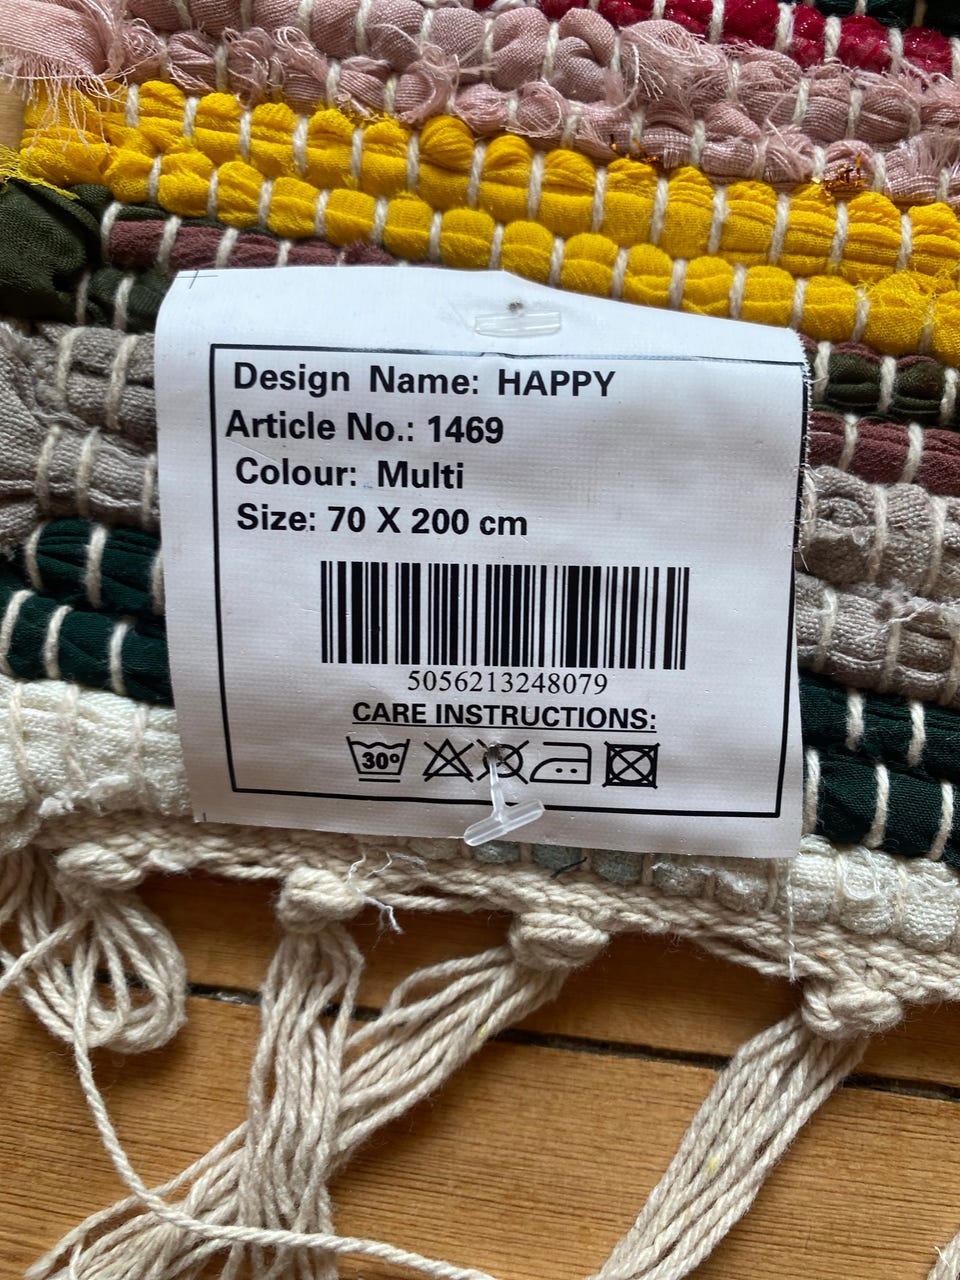 Design Name: HAPPY
Article No.: 1469
Colour: Multi
Size: 70 X 200 cm
5056213248079
CARE INSTRUCTIONS:
30°